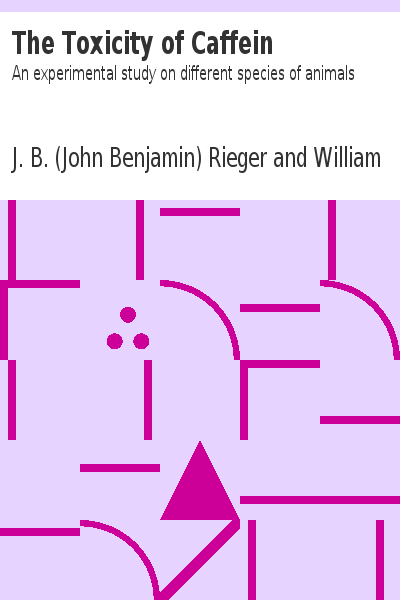 The Toxicity of Caffein
An experimental study on different species of animals
J. B. (John Benjamin) Rieger and William